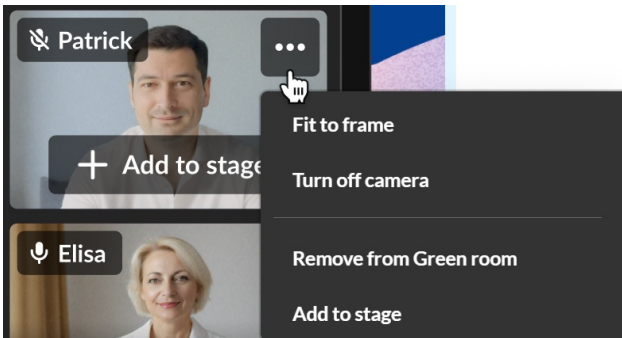 Patrick
Add to stage
Fit to frame
Turn off camera
Elisa
Remove from Green room
Add to stage